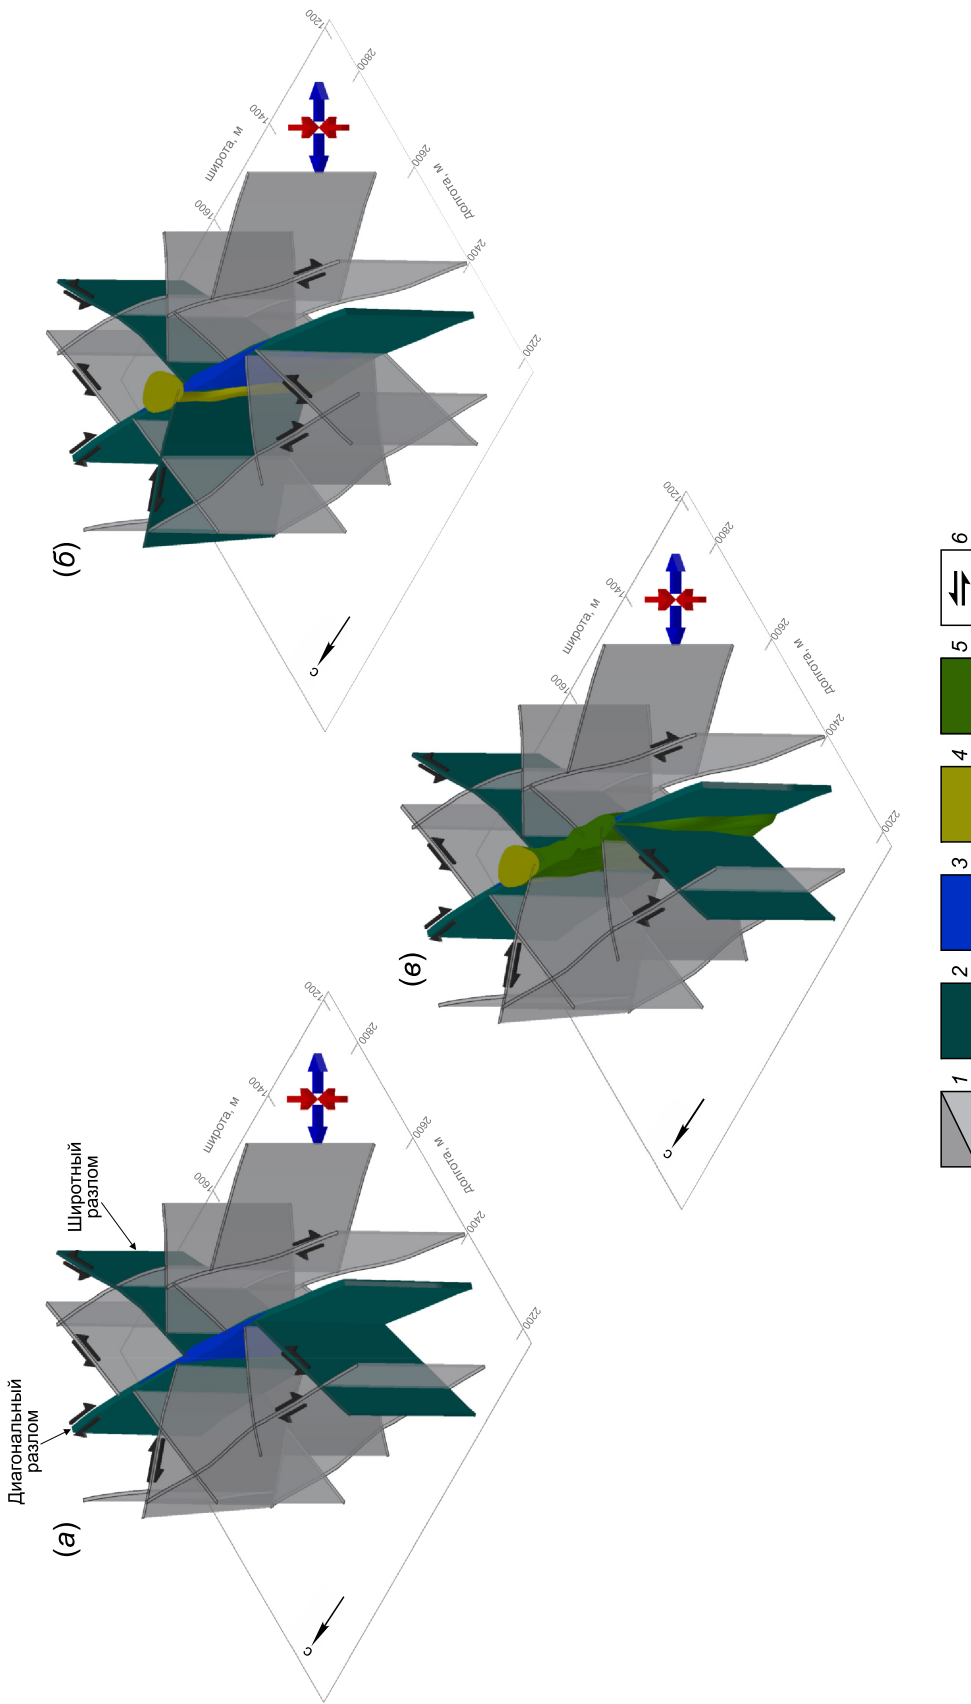 (а)
Диагональный
разлом
Широтный
разлом
широта, м
1600
1400
1200
долгота, м
2200
2400
2600
2800
с
(б)
широта, м
1600
1400
1200
долгота, м
2200
2400
2600
2800
с
(в)
широта, м
1600
1400
1200
долгота, м
2200
2400
2600
2800
с
1
2
3
4
5
6